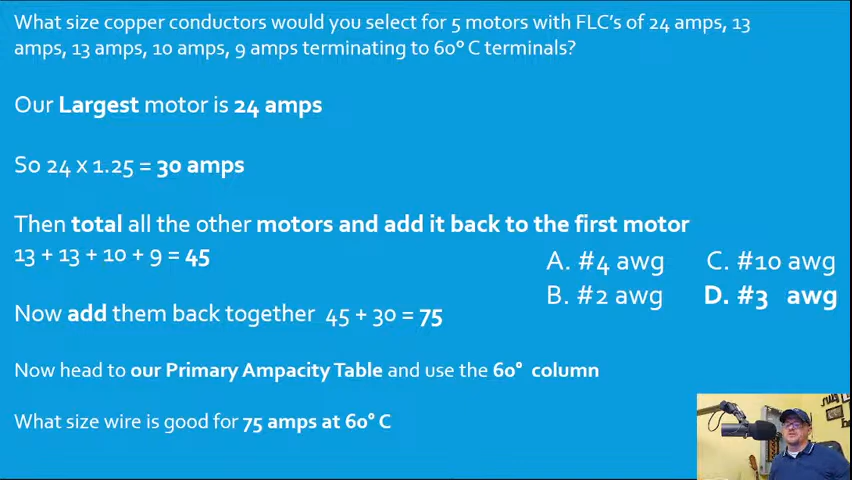 What size copper conductors would you select for 5 motors with FLC's of 24 amps, 13
amps, 13 amps, 10 amps, 9 amps terminating to 60° C terminals?
Our Largest motor is 24 amps
So 24 x 1.25 = 30 amps
Then total all the other motors and add it back to the first motor
13 + 13 + 10 + 9 = 45
A. #4 awg C. #10 awg
B. #2 awg D. #3 awg
Now add them back together 45 + 30 = 75
Now head to our Primary Ampacity Table and use the 60° column
What size wire is good for 75 amps at 60° C